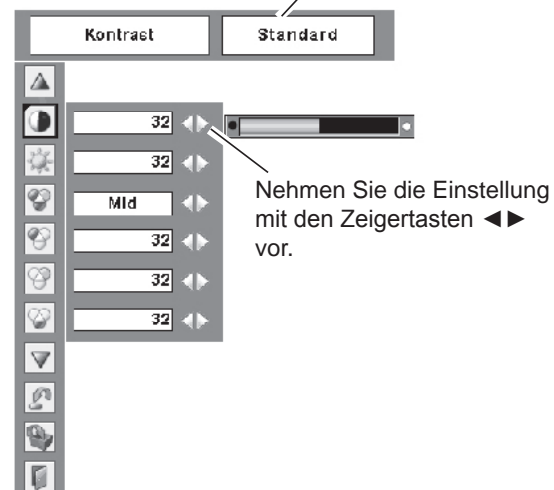 Kontrast Standard
32
32
Mid
32
32
32
Nehmen Sie die Einstellung
mit den Zeigertasten ◄►
vor.